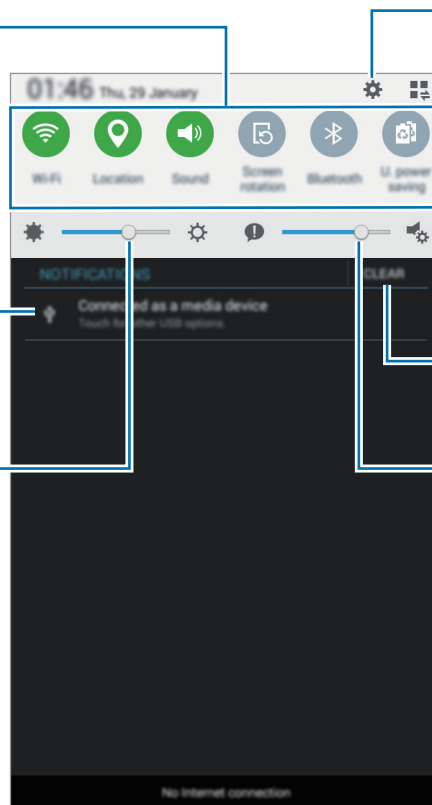 01:46 Thu, 29 January
Wi-Fi Location Sound Screen rotation Bluetooth U. power saving
NOTIFICATIONS CLEAR
Connected as a media device
Touch for other USB options.
No Internet connection